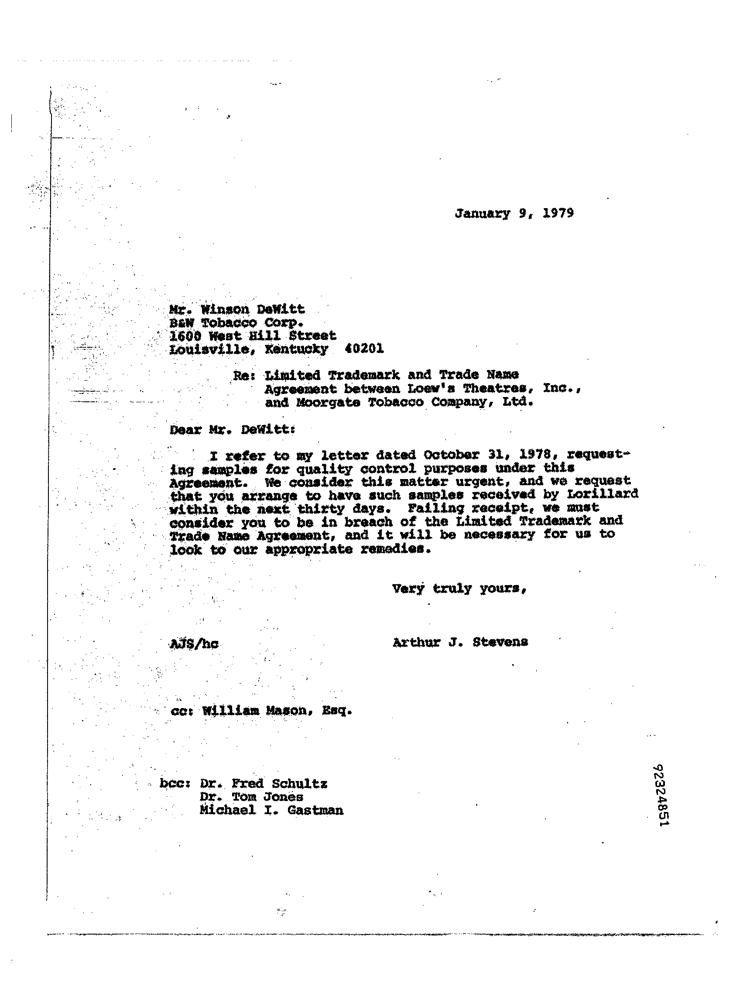 January 9, 1979
Mr. Winson DeWitt
B&W Tobacco Corp.
1600 West Hill Street
Louisville, Kentucky 40201
Re: Limited Trademark and Trade Name
Agreement between Loew's Theatres, Inc.,
and Moorgate Tobacco Company, Ltd.
Dear Mr. DeWitt:
I refer to my letter dated October 31, 1978, request-
ing samples for quality control purposes under this
Agreement. We consider this matter urgent, and we request
that you arrange to have such samples received by Lorillard
within the next thirty days. Failing receipt, we must
consider you to be in breach of the Limited Trademark and
Trade Name Agreement, and it will be necessary for us to
look to our appropriate remedies.
Very truly yours,
AJS/hc
Arthur J. Stevens
cc: William Mason, Esq.
bcc: Dr. Fred Schultz
Dr. Tom Jones
Michael I. Gastman
92324851